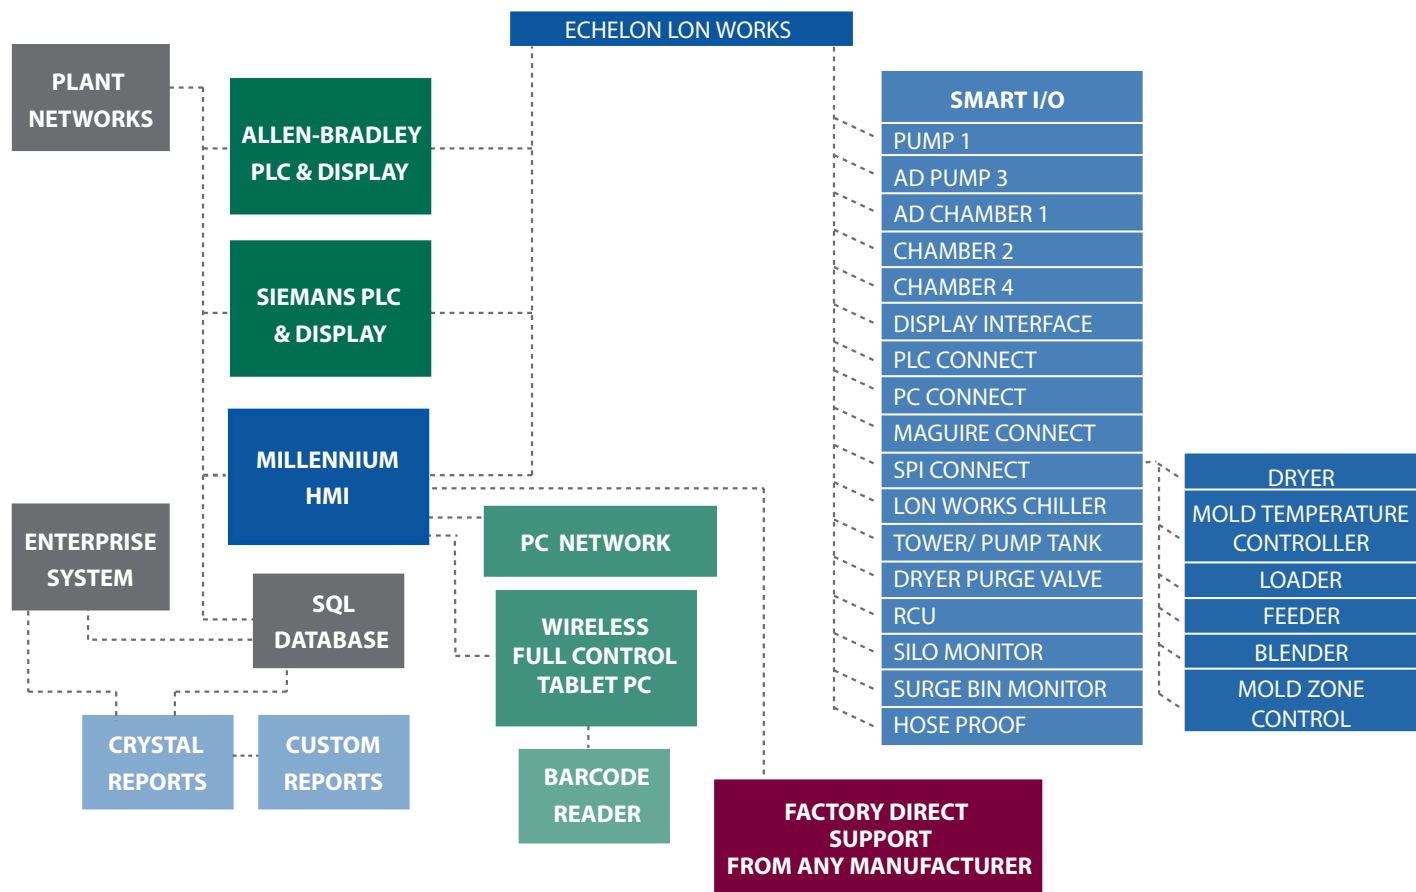 ECHELON LON WORKS
PLANT
NETWORKS
ALLEN-BRADLEY
PLC & DISPLAY
SIEMANS PLC
& DISPLAY
MILLENNIUM
HMI
ENTERPRISE
SYSTEM
SQL
DATABASE
CRYSTAL
REPORTS
CUSTOM
REPORTS
PC NETWORK
WIRELESS
FULL CONTROL
TABLET PC
BARCODE
READER
FACTORY DIRECT
SUPPORT
FROM ANY MANUFACTURER
SMART I/O
PUMP 1
AD PUMP 3
AD CHAMBER 1
CHAMBER 2
CHAMBER 4
DISPLAY INTERFACE
PLC CONNECT
PC CONNECT
MAGUIRE CONNECT
SPI CONNECT
LON WORKS CHILLER
TOWER/ PUMP TANK
DRYER PURGE VALVE
RCU
SILO MONITOR
SURGE BIN MONITOR
HOSE PROOF
DRYER
MOLD TEMPERATURE
CONTROLLER
LOADER
FEEDER
BLENDER
MOLD ZONE
CONTROL